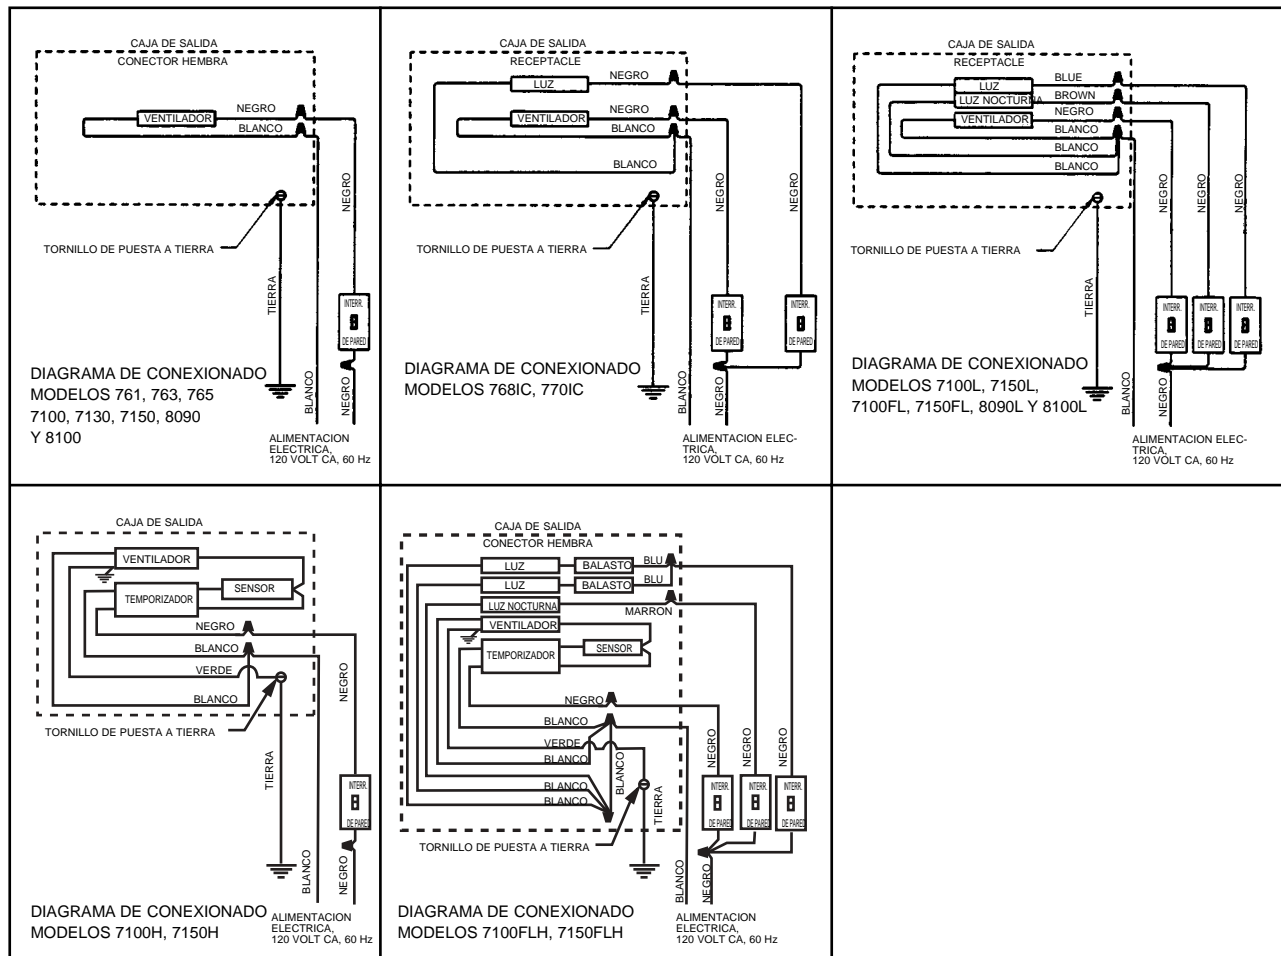 CAJA DE SALIDA
CONECTOR HEMBRA
NEGRO
VENTILADOR
BLANCO
NEGRO
TORNILLO DE PUESTA A TIERRA
TIERRA
INTERR.
DE PARED
BLANCO
NEGRO
DIAGRAMA DE CONEXIONADO
MODELOS 761, 763, 765
7100, 7130, 7150, 8090
Y 8100
ALIMENTACION
ELECTRICA,
120 VOLT CA, 60 Hz
CAJA DE SALIDA
RECEPTACLE
NEGRO
LUZ
NEGRO
VENTILADOR
BLANCO
BLANCO
NEGRO
NEGRO
TORNILLO DE PUESTA A TIERRA
TIERRA
INTERR.
DE PARED
INTERR.
DE PARED
DIAGRAMA DE CONEXIONADO
MODELOS 768IC, 770IC
BLANCO
NEGRO
ALIMENTACION ELEC-
TRICA,
120 VOLT CA, 60 Hz
CAJA DE SALIDA
RECEPTACLE
BLUE
LUZ
BROWN
LUZ NOCTURNA
NEGRO
VENTILADOR
BLANCO
BLANCO
BLANCO
NEGRO
NEGRO
NEGRO
TORNILLO DE PUESTA A TIERRA
TIERRA
INTERR.
DE PARED
INTERR.
DE PARED
INTERR.
DE PARED
DIAGRAMA DE CONEXIONADO
MODELOS 7100L, 7150L,
7100FL, 7150FL, 8090L Y 8100L
BLANCO
NEGRO
ALIMENTACION ELEC-
TRICA,
120 VOLT CA, 60 Hz
CAJA DE SALIDA
VENTILADOR
SENSOR
TEMPORIZADOR
NEGRO
BLANCO
VERDE
BLANCO
NEGRO
TORNILLO DE PUESTA A TIERRA
TIERRA
INTERR.
DE PARED
BLANCO
NEGRO
DIAGRAMA DE CONEXIONADO
MODELOS 7100H, 7150H
ALIMENTACION
ELECTRICA,
120 VOLT CA, 60 Hz
CAJA DE SALIDA
CONECTOR HEMBRA
LUZ
BALASTO
BLU
LUZ
BALASTO
BLU
LUZ NOCTURNA
MARRON
VENTILADOR
SENSOR
TEMPORIZADOR
NEGRO
BLANCO
VERDE
BLANCO
BLANCO
BLANCO
BLANCO
TIERRA
NEGRO
NEGRO
NEGRO
INTERR.
DE PARED
INTERR.
DE PARED
INTERR.
DE PARED
TORNILLO DE PUESTA A TIERRA
BLANCO
NEGRO
DIAGRAMA DE CONEXIONADO
MODELOS 7100FLH, 7150FLH
ALIMENTACION
ELECTRICA,
120 VOLT CA, 60 Hz